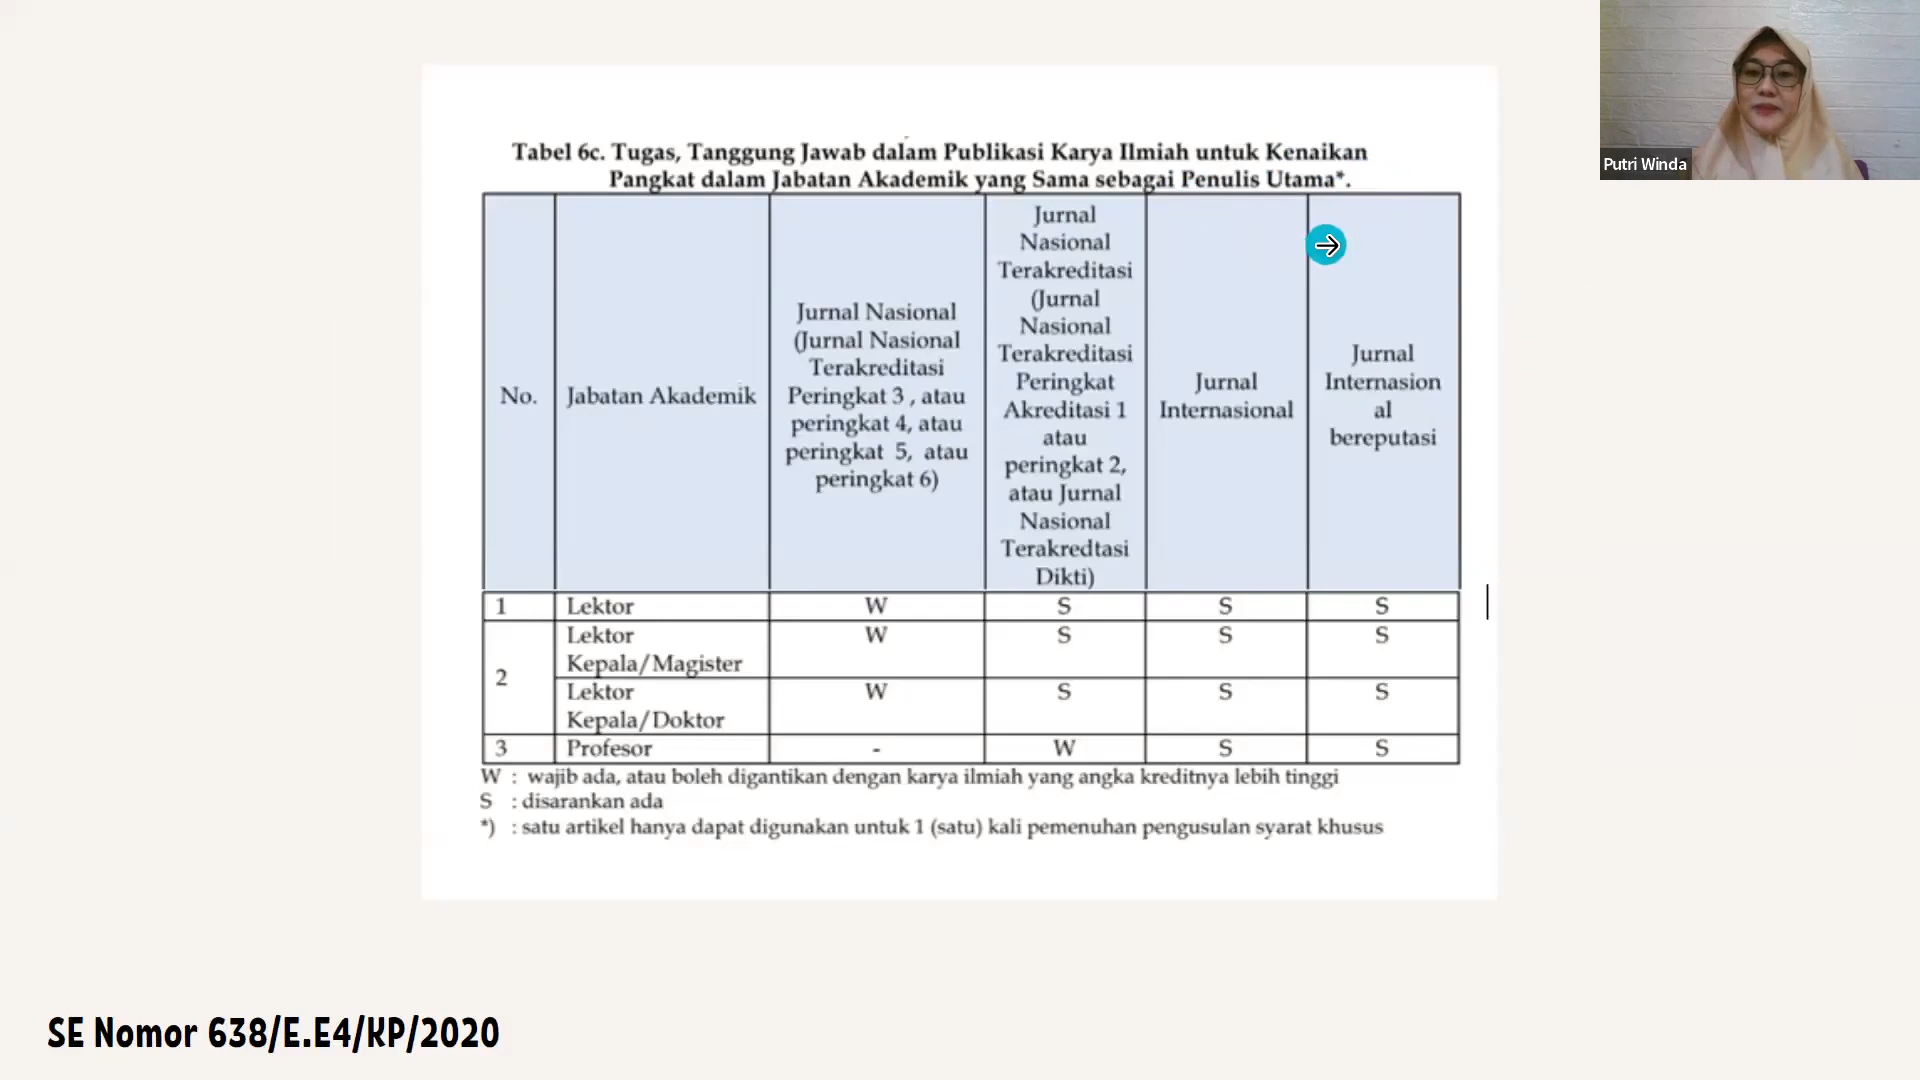 Putri Winda
Tabel 6c. Tugas, Tanggung Jawab dalam Publikasi Karya Ilmiah untuk Kenaikan
Pangkat dalam Jabatan Akademik yang Sama sebagai Penulis Utama*.
No.
Jabatan Akademik
Jurnal Nasional
(Jurnal Nasional
Terakreditasi
Peringkat 3 , atau
peringkat 4, atau
peringkat 5, atau
peringkat 6)
Jurnal
Nasional
Terakreditasi
(Jurnal
Nasional
Terakreditasi
Peringkat
Akreditasi 1
atau
peringkat 2,
atau Jurnal
Nasional
Terakredtasi
Dikti)
Jurnal
Internasional
Jurnal
Internasion
al
bereputasi
1 Lektor W S S S
2
Lektor W S S S
Kepala/Magister
Lektor W S S S
Kepala/Doktor
3 Profesor - W S S
W : wajib ada, atau boleh digantikan dengan karya ilmiah yang angka kreditnya lebih tinggi
S : disarankan ada
*) : satu artikel hanya dapat digunakan untuk 1 (satu) kali pemenuhan pengusulan syarat khusus
SE Nomor 638/E.E4/KP/2020